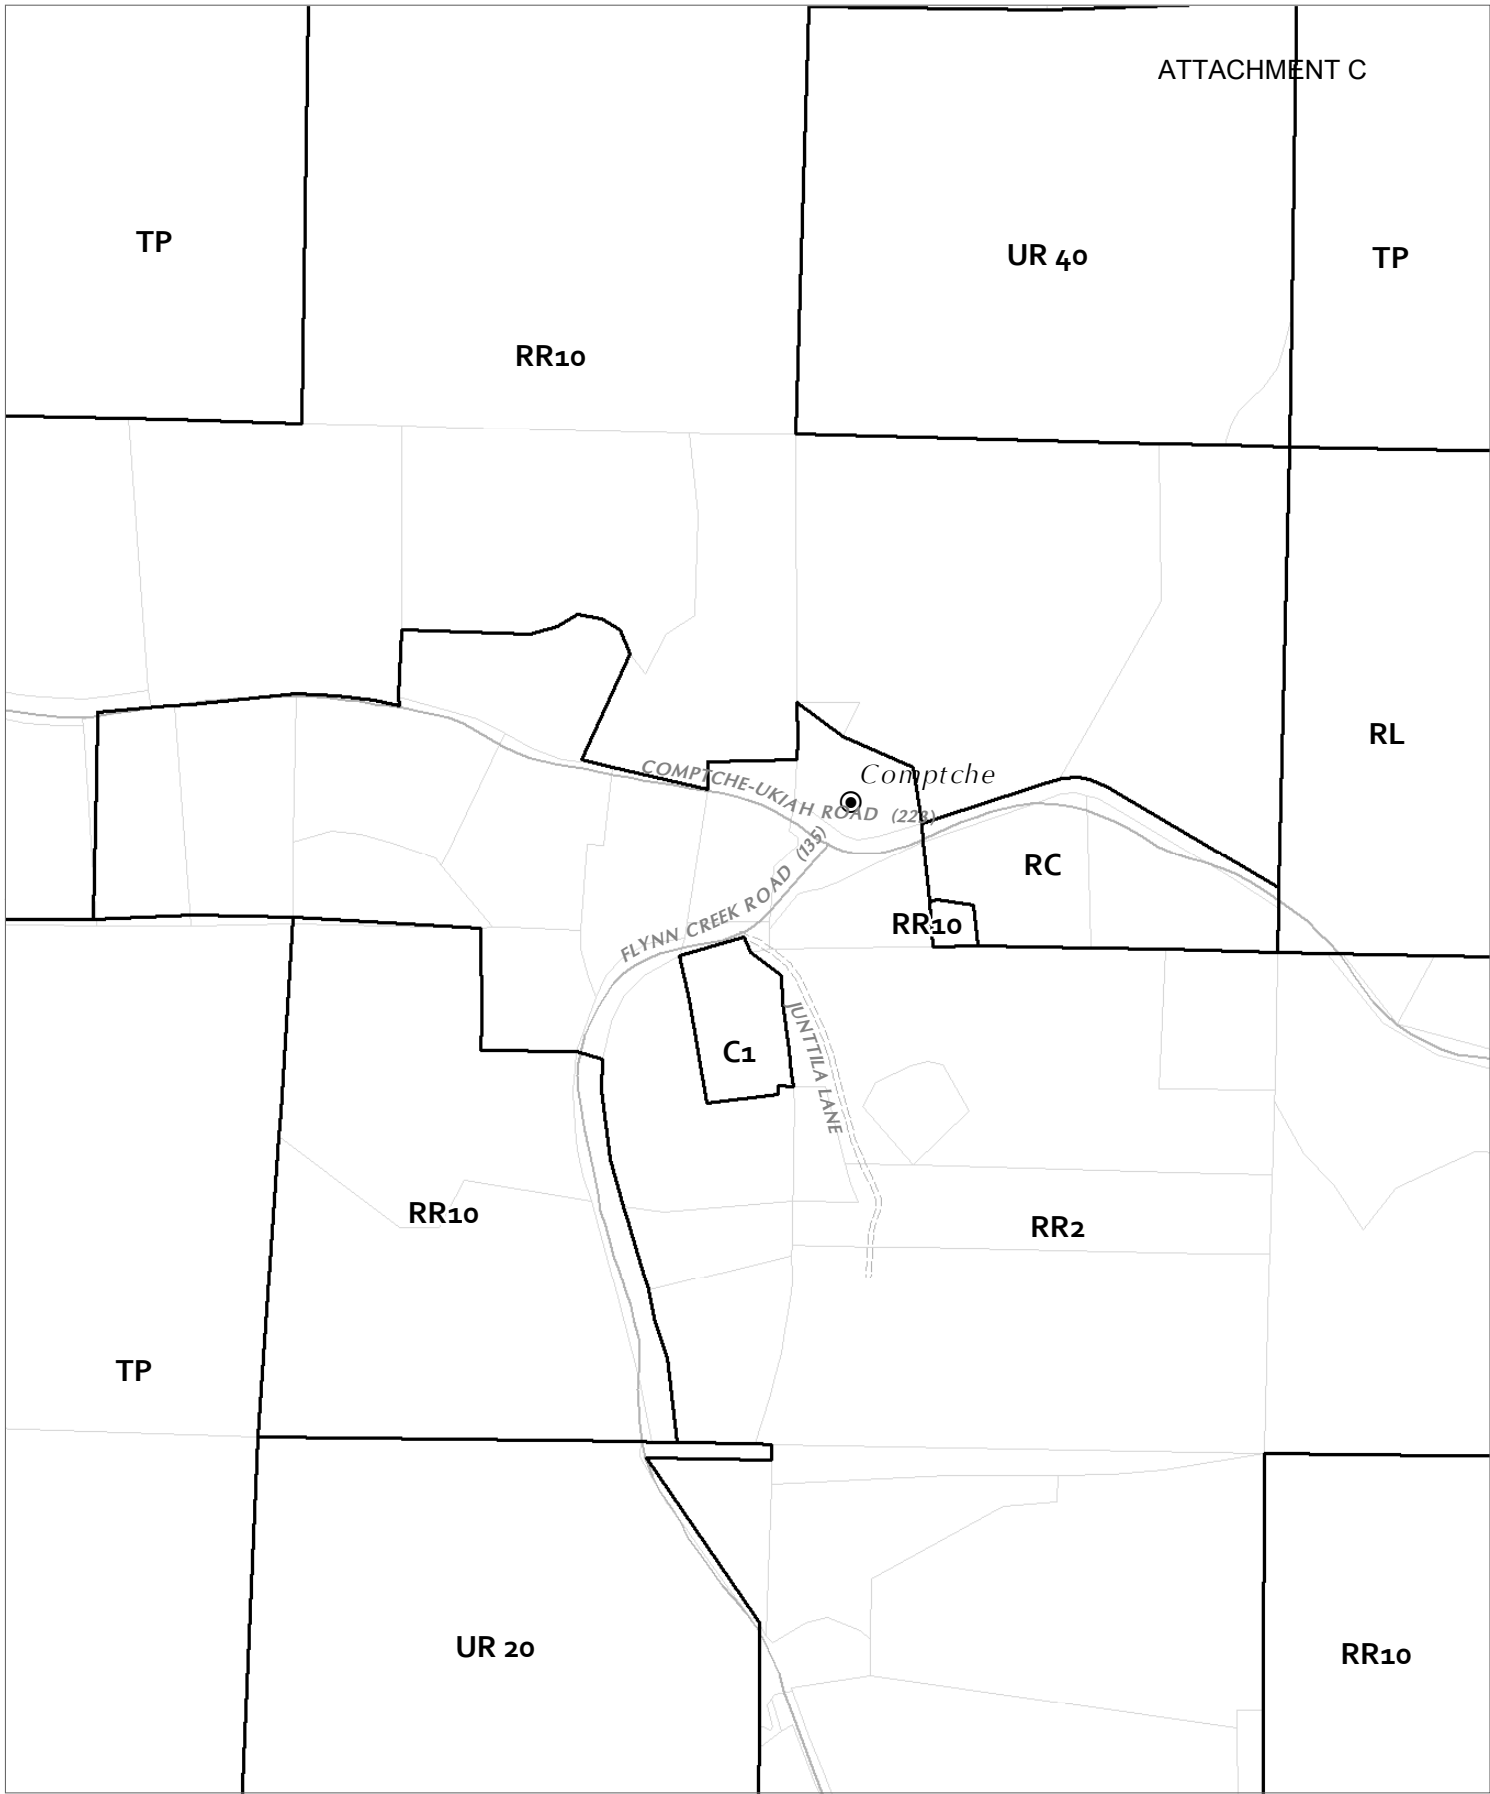 ATTACHMENT C
TP
UR 40
TP
RR10
RL
Comptche
COMPTCHE-UKIAH ROAD (223)
FLYNN CREEK ROAD (135)
RC
RR10
C1
JUNTTILA LANE
RR10
RR2
TP
UR 20
RR10